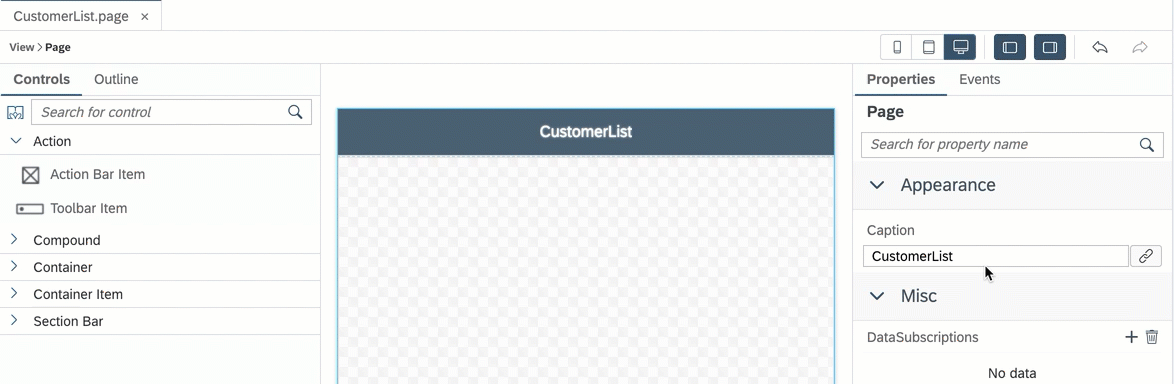 CustomerList.page ×
View > Page
Controls Outline
Search for control
Action
Action Bar Item
Toolbar Item
Compound
Container
Container Item
Section Bar
CustomerList
Properties Events
Page
Search for property name
Appearance
Caption
CustomerList
Misc
DataSubscriptions
No data